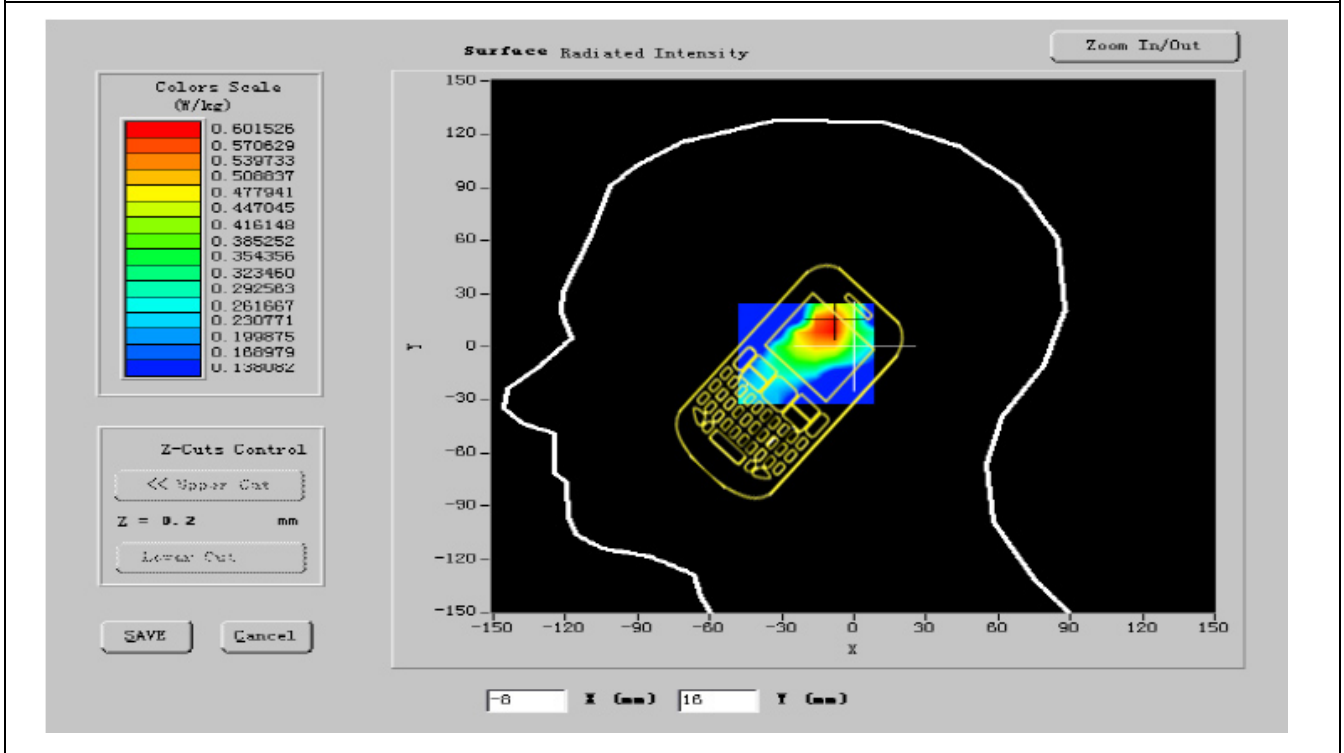 Surface Radiated Intensity
Zoom In/Out
Colors Scale
(W/kg)
0.601526
0.570629
0.539733
0.508837
0.477941
0.447045
0.416148
0.385252
0.354356
0.323460
0.292563
0.261667
0.230771
0.199875
0.168979
0.138082
150
120
90
60
30
0
-30
-60
-90
-120
-150
Y
-150 -120 -90 -60 -30 0 30 60 90 120 150
X
Z-Cuts Control
<< Upper Cut
Z = 0.2 mm
Lower Cut
SAVE Cancel
-8 X (mm) 16 Y (mm)